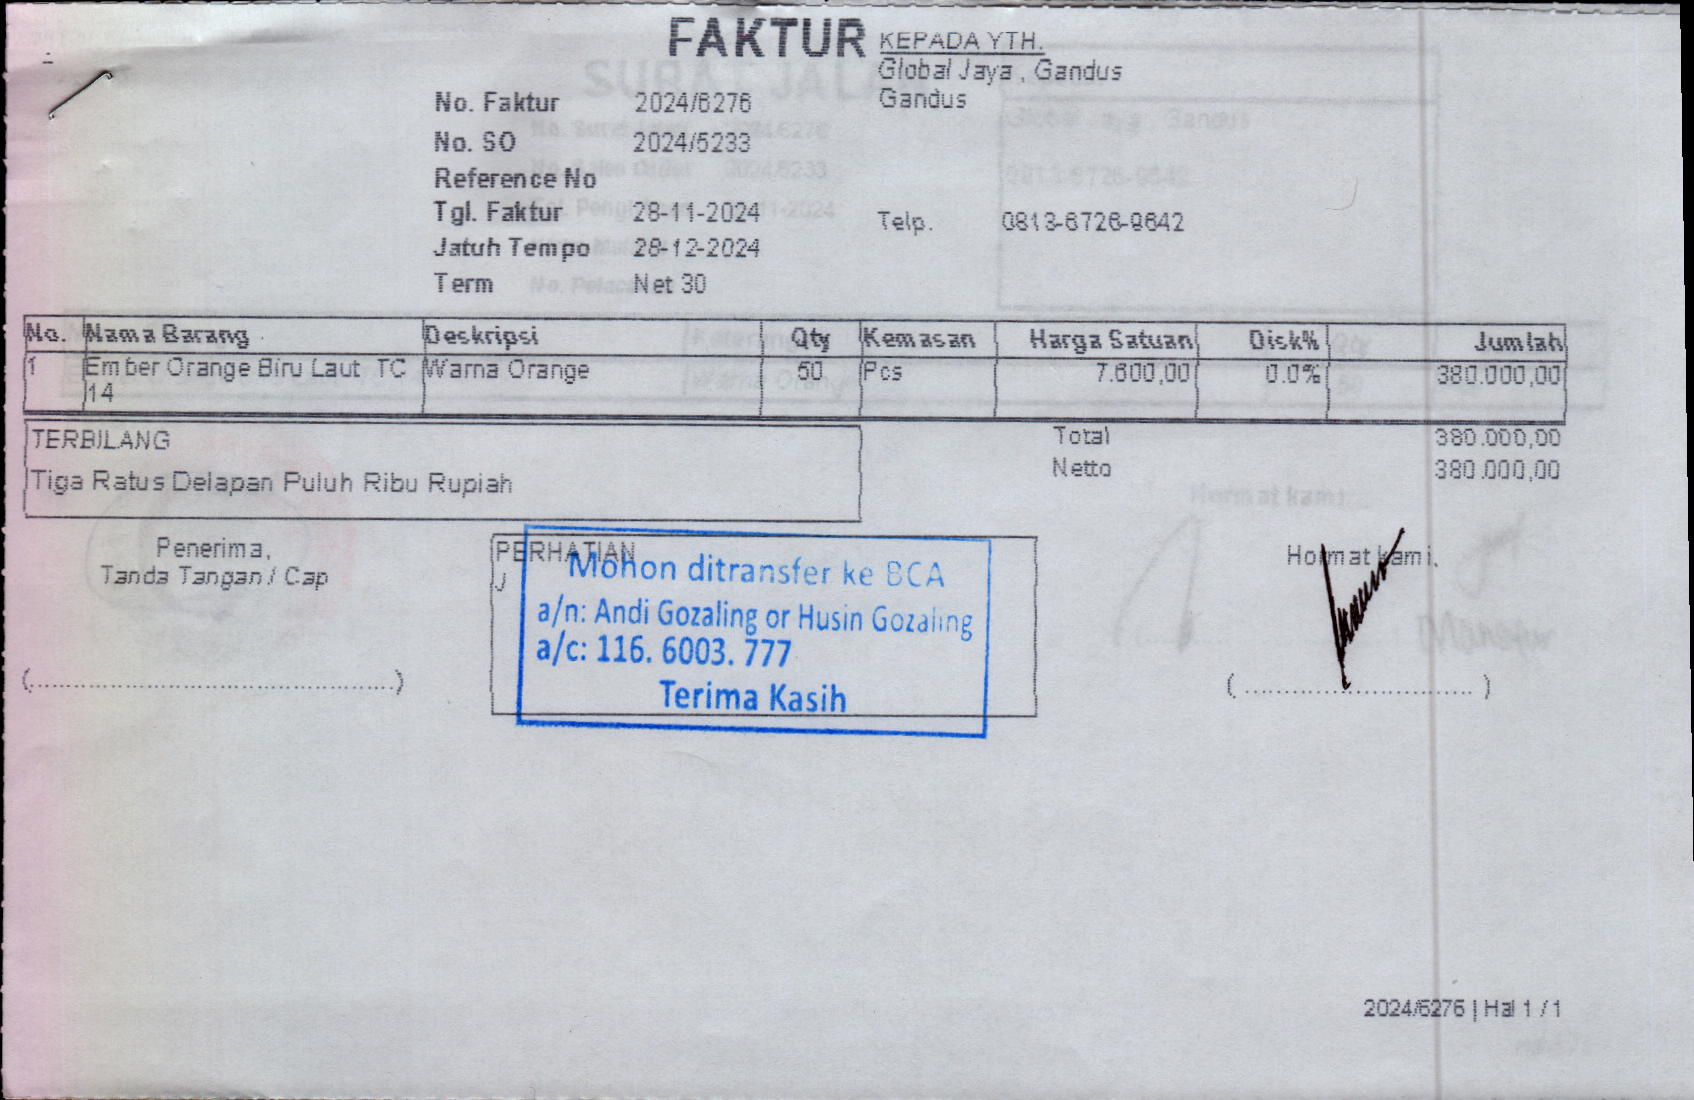 FAKTUR
KEPADA YTH.
Global Jaya , Gandus
Gandus
No. Faktur 2024/6276
No. SO 2024/5233
Reference No
Tgl. Faktur 28-11-2024
Telp. 0813-6726-9642
Jatuh Tempo 28-12-2024
Term Net 30
No. Nama Barang Deskripsi Qty Kemasan Harga Satuan Disk% Jumlah
1 Ember Orange Biru Laut TC Warna Orange 50 Pcs 7.600,00 0.0% 380.000,00
14
TERBILANG
Tiga Ratus Delapan Puluh Ribu Rupiah
Total 380.000,00
Netto 380.000,00
Penerima,
Tanda Tangan / Cap
(..........................................)
PERHATIAN
J
Mohon ditransfer ke BCA
a/n: Andi Gozaling or Husin Gozaling
a/c: 116. 6003. 777
Terima Kasih
Hormat kami,
( ............................ )
2024/6276 | Hal 1 / 1